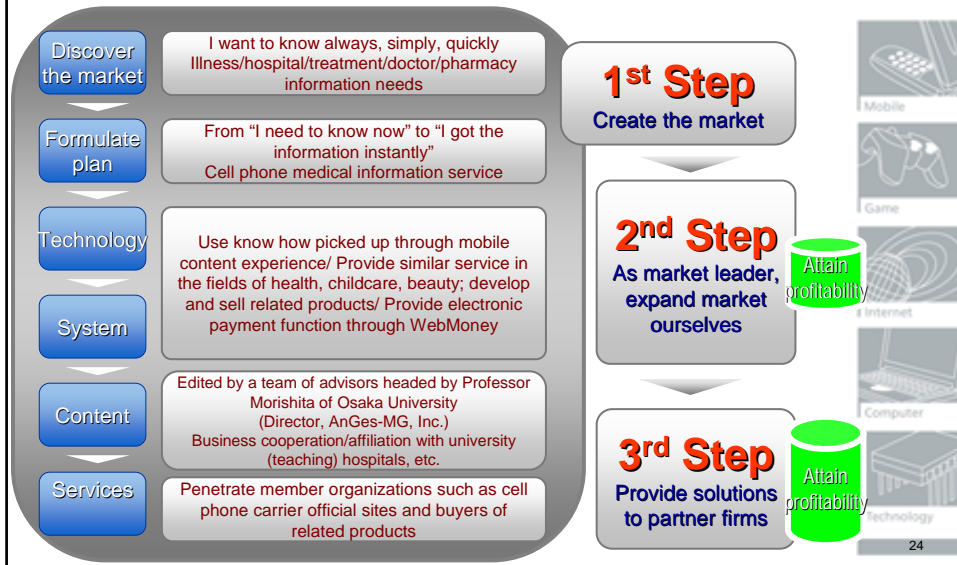 Discover
the market
I want to know always, simply, quickly
Illness/hospital/treatment/doctor/pharmacy
information needs
Formulate
plan
From “I need to know now” to “I got the
information instantly”
Cell phone medical information service
Technology
System
Use know how picked up through mobile
content experience/ Provide similar service in
the fields of health, childcare, beauty; develop
and sell related products/ Provide electronic
payment function through WebMoney
Content
Edited by a team of advisors headed by Professor
Morishita of Osaka University
(Director, AnGes-MG, Inc.)
Business cooperation/affiliation with university
(teaching) hospitals, etc.
Services
Penetrate member organizations such as cell
phone carrier official sites and buyers of
related products
1st Step
Create the market
2nd Step
As market leader,
expand market
ourselves
Attain
profitability
3rd Step
Provide solutions
to partner firms
Attain
profitability
Mobile
Game
Internet
Computer
Technology
24